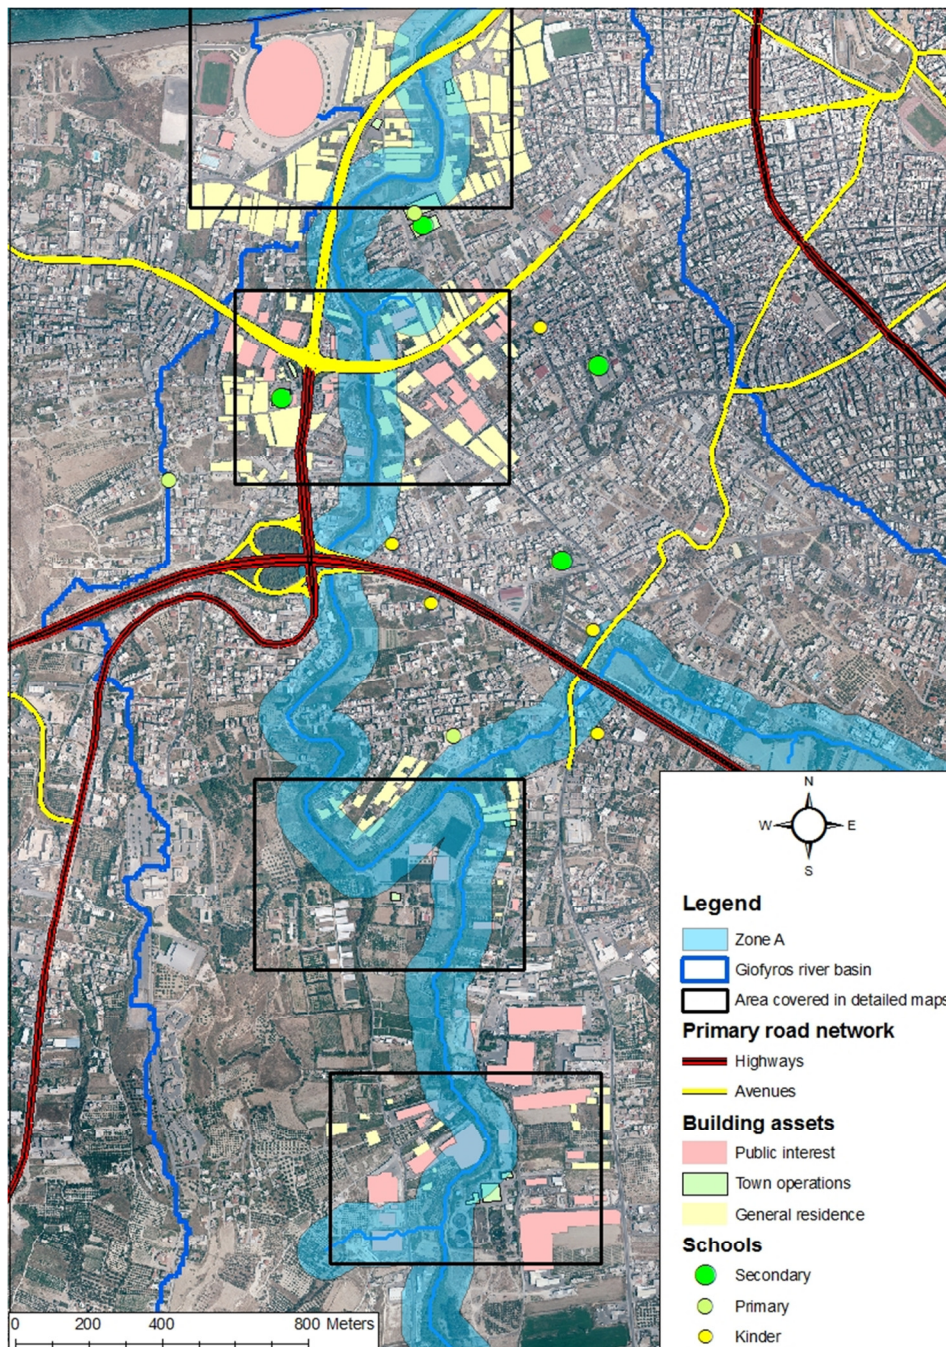 N
W E
S
Legend
Zone A
Giofyros river basin
Area covered in detailed maps
Primary road network
Highways
Avenues
Building assets
Public interest
Town operations
General residence
Schools
Secondary
Primary
Kinder
0 200 400 800 Meters